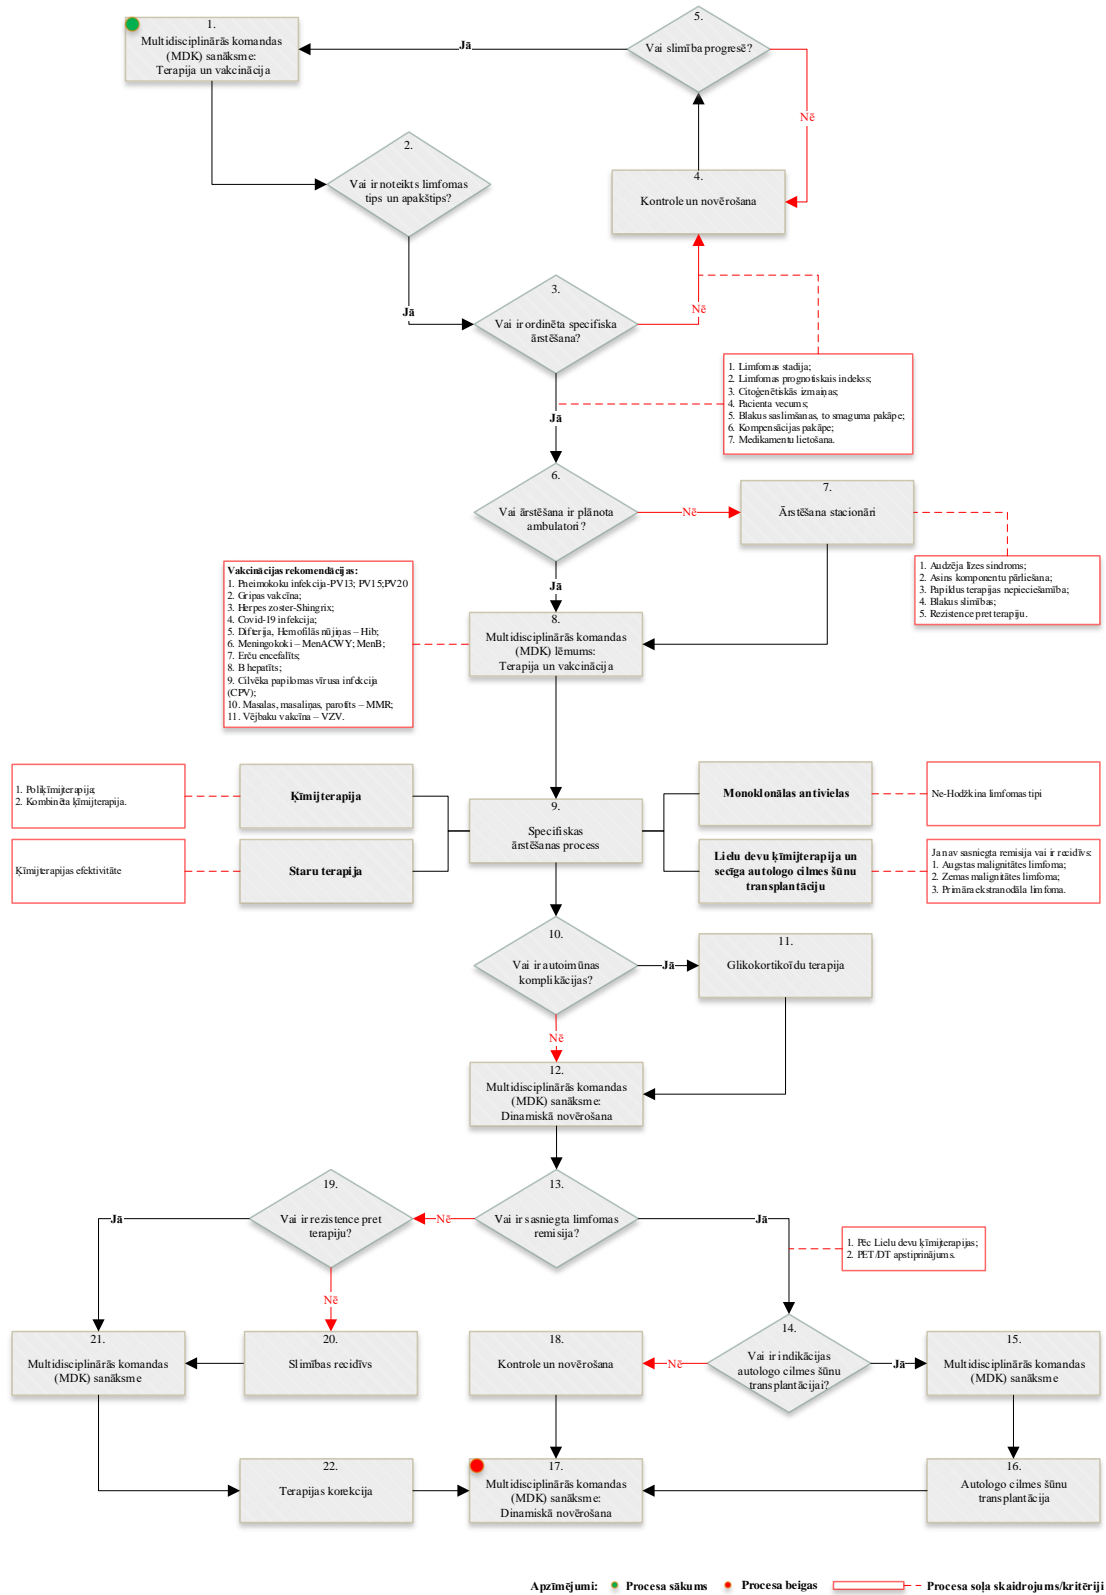 1.
Multidisciplinārās komandas
(MDK) sanāksme:
Terapija un vakcinācija
Jā
5.
Vai slimība progresē?
Nē
2.
Vai ir noteikts limfomas
tips un apakštips?
4.
Kontrole un novērošana
Jā
3.
Vai ir ordinēta specifiska
ārstēšana?
Nē
1. Limfomas stadija;
2. Limfomas prognotiskais indekss;
3. Citoģenētiskās izmaiņas;
4. Pacienta vecums;
5. Blakus saslimšanas, to smaguma pakāpe;
6. Kompensācijas pakāpe;
7. Medikamentu lietošana.
Jā
6.
Vai ārstēšana ir plānota
ambulatori?
Nē
7.
Ārstēšana stacionāri
1. Audzēja līzes sindroms;
2. Asins komponentu pārliešana;
3. Papildus terapijas nepieciešamība;
4. Blakus slimības;
5. Rezistence pret terapiju.
Jā
Vakcinācijas rekomendācijas:
1. Pneimokoku infekcija-PV13; PV15;PV20
2. Gripas vakcīna;
3. Herpes zoster-Shingrix;
4. Covid-19 infekcija;
5. Difterija, Hemofilās nūjiņas – Hib;
6. Meningokoki – MenACWY; MenB;
7. Ērču encefalīts;
8. B hepatīts;
9. Cilvēka papilomas vīrusa infekcija
(CPV);
10. Masalas, masaliņas, parotīts – MMR;
11. Vējbaku vakcīna – VZV.
8.
Multidisciplinārās komandas
(MDK) lēmums:
Terapija un vakcinācija
1. Poliķīmijterapija;
2. Kombinēta ķīmijterapija.
Ķīmijterapija
9.
Specifiskas
ārstēšanas process
Monoklonālas antivielas
Ne-Hodžkina limfomas tipi
Ķīmijterapijas efektivitāte
Staru terapija
Lielu devu ķīmijterapija un
secīga autologo cilmes šūnu
transplantāciju
Ja nav sasniegta remisija vai ir recidīvs:
1. Augstas malignitātes limfoma;
2. Zemas malignitātes limfoma;
3. Primāra ekstranodāla limfoma.
10.
Vai ir autoimūnas
komplikācijas?
Jā
11.
Glikokortikoīdu terapija
Nē
12.
Multidisciplinārās komandas
(MDK) sanāksme:
Dinamiskā novērošana
19.
Vai ir rezistence pret
terapiju?
Jā
Nē
13.
Vai ir sasniegta limfomas
remisija?
Jā
1. Pēc Lielu devu ķīmijterapijas;
2. PET/DT apstiprinājums.
Nē
21.
Multidisciplinārās komandas
(MDK) sanāksme
20.
Slimības recidīvs
18.
Kontrole un novērošana
Nē
14.
Vai ir indikācijas
autologo cilmes šūnu
transplantācijai?
Jā
15.
Multidisciplinārās komandas
(MDK) sanāksme
22.
Terapijas korekcija
17.
Multidisciplinārās komandas
(MDK) sanāksme:
Dinamiskā novērošana
16.
Autologo cilmes šūnu
transplantācija
Apzīmējumi: Procesa sākums Procesa beigas Procesa soļa skaidrojums/kritēriji